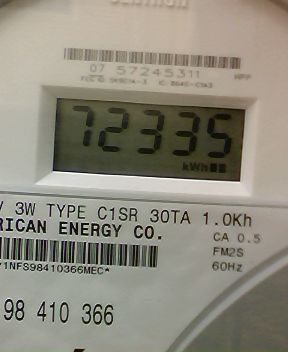 07 57245311
72335
kWh
V 3W TYPE C1SR 30TA 1.0Kh
RICAN ENERGY CO.
CA 0.5
FM2S
60Hz
98 410 366